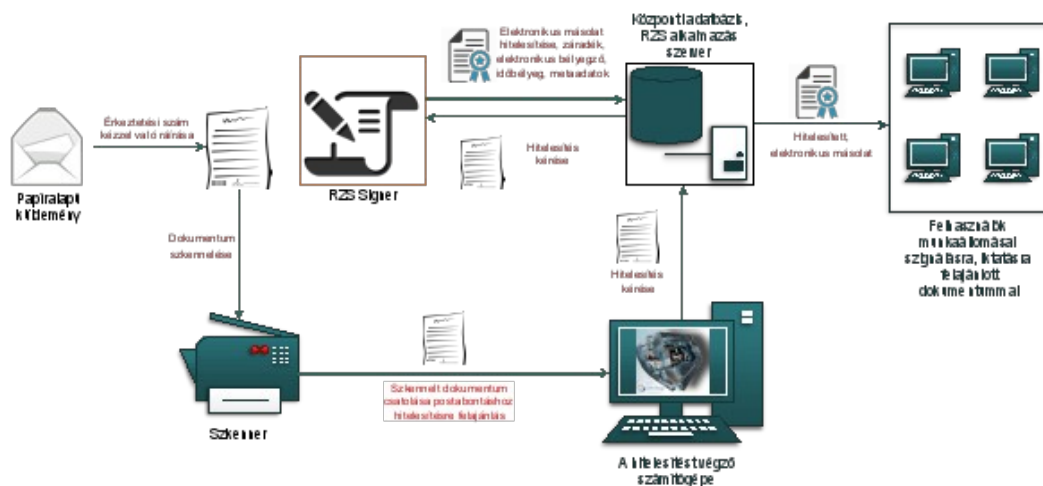 Érkeztetési szám
kézzel való ráírása
Papíralapú
küldemény
Elektronikus másolat
hitelesítése, záradék,
elektronikus bélyegző,
időbélyeg, metaadatok
RZS Signer
Hitelesítés
kérése
Központi adatbázis,
RZS alkalmazás
szerver
Hitelesített,
elektronikus másolat
Felhasználók
munkaállomásai
szignálásra, iktatásra
felajánlott
dokumentummal
Dokumentum
szkennelése
Hitelesítés
kérése
Szkenner
Szkennelt dokumentum
csatolása postabontáshoz
hitelesítésre felajánlás
A hitelesítést végző
számítógépe